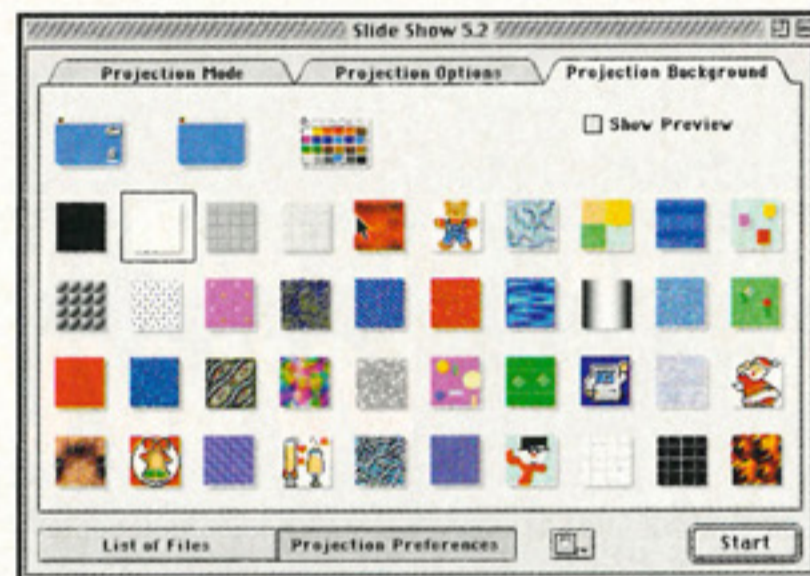 Slide Show 5.2
Projection Mode
Projection Options
Projection Background
Show Preview
List of Files
Projection Preferences
Start